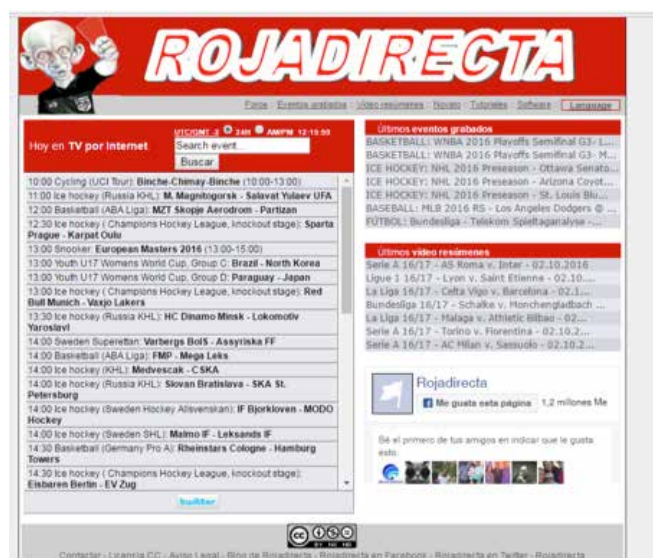 ROJADIRECTA
Foros Eventos grabados Video resúmenes Novato Tutoriales Software Language
Hoy en TV por Internet
UTC/GMT -2 24H AM/PM 12:15:50
Search event...
Buscar
10:00 Cycling (UCI Tour): Binche-Chimay-Binche (10:00-13:00)
11:00 Ice hockey (Russia KHL): M. Magnitogorsk - Salavat Yulaev UFA
12:00 Basketball (ABA Liga): MZT Skopje Aerodrom - Partizan
12:30 Ice hockey ( Champions Hockey League, knockout stage): Sparta
Prague - Karpat Oulu
13:00 Snooker: European Masters 2016 (13:00-15:00)
13:00 Youth U17 Womens World Cup, Group C: Brazil - North Korea
13:00 Youth U17 Womens World Cup, Group D: Paraguay - Japan
13:00 Ice hockey ( Champions Hockey League, knockout stage): Red
Bull Munich - Vaxjo Lakers
13:30 Ice hockey (Russia KHL): HC Dinamo Minsk - Lokomotiv
Yaroslavl
14:00 Sweden Superettan: Varbergs BoIS - Assyriska FF
14:00 Basketball (ABA Liga): FMP - Mega Leks
14:00 Ice hockey (KHL): Medvescak - CSKA
14:00 Ice hockey (Russia KHL): Slovan Bratislava - SKA St.
Petersburg
14:00 Ice hockey (Sweden Hockey Allsvenskan): IF Bjorkloven - MODO
Hockey
14:00 Ice hockey (Sweden SHL): Malmo IF - Leksands IF
14:30 Basketball (Germany Pro A): Rheinstars Cologne - Hamburg
Towers
14:30 Ice hockey ( Champions Hockey League, knockout stage):
Eisbaren Berlin - EV Zug
twitter
Últimos eventos grabados
BASKETBALL: WNBA 2016 Playoffs Semifinal G3- L...
BASKETBALL: WNBA 2016 Playoffs Semifinal G3- M...
ICE HOCKEY: NHL 2016 Preseason - Ottawa Senato...
ICE HOCKEY: NHL 2016 Preseason - Arizona Coyot...
ICE HOCKEY: NHL 2016 Preseason - St. Louis Blu...
BASEBALL: MLB 2016 RS - Los Angeles Dodgers @ ...
FÚTBOL: Bundesliga - Telekom Spieltaganalyse -...
Últimos video resúmenes
Serie A 16/17 - AS Roma v. Inter - 02.10.2016
Ligue 1 16/17 - Lyon v. Saint Etienne - 02.10....
La Liga 16/17 - Celta Vigo v. Barcelona - 02.1...
Bundesliga 16/17 - Schalke v. Monchengladbach ...
La Liga 16/17 - Malaga v. Athletic Bilbao - 02...
Serie A 16/17 - Torino v. Fiorentina - 02.10.2...
Serie A 16/17 - AC Milan v. Sassuolo - 02.10.2...
Rojadirecta
Me gusta esta página 1,2 millones Me
Sé el primero de tus amigos en indicar que le gusta
esto.
cc
BY NC ND
Contactar - Licencia CC - Aviso Legal - Blog de Rojadirecta - Rojadirecta en Facebook - Rojadirecta en Twitter - Rojadirecta